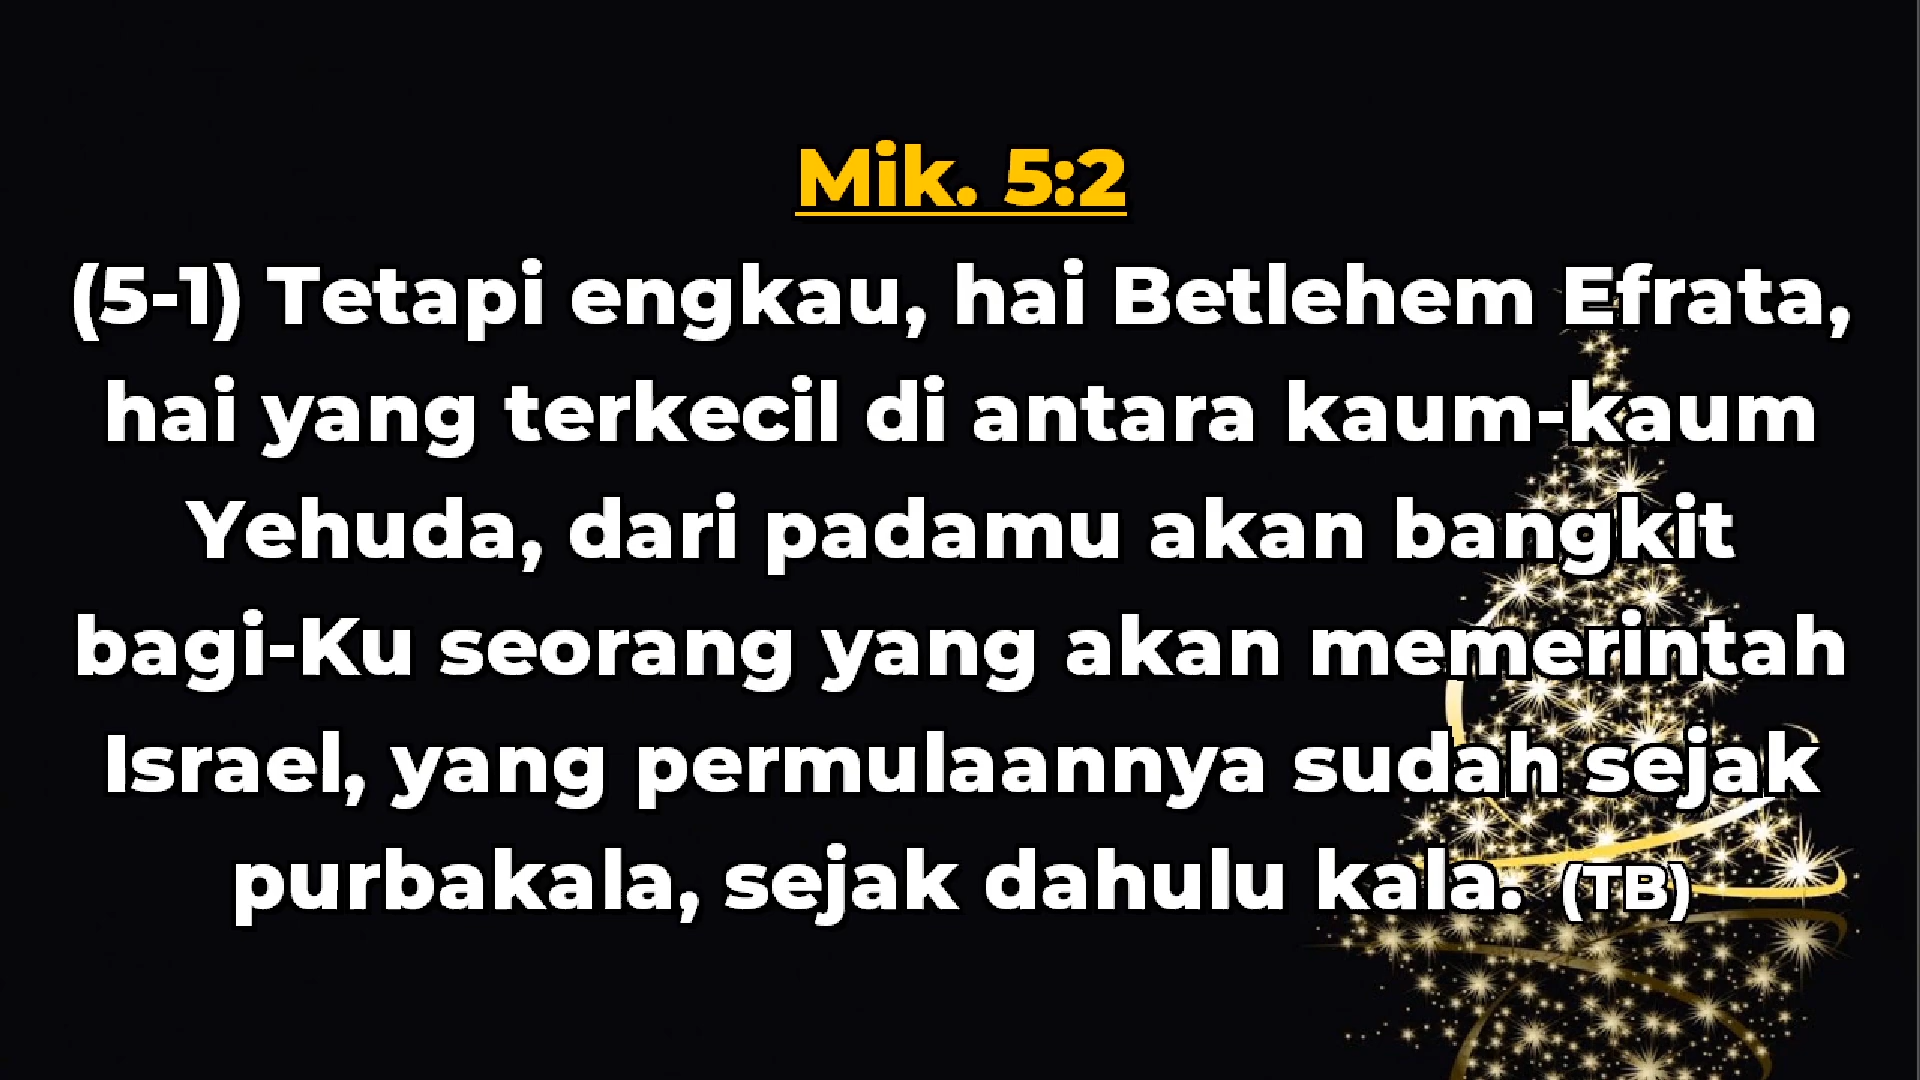 Mik. 5:2
(5-1) Tetapi engkau, hai Betlehem Efrata,
hai yang terkecil di antara kaum-kaum
Yehuda, dari padamu akan bangkit
bagi-Ku seorang yang akan memerintah
Israel, yang permulaannya sudah sejak
purbakala, sejak dahulu kala. (TB)